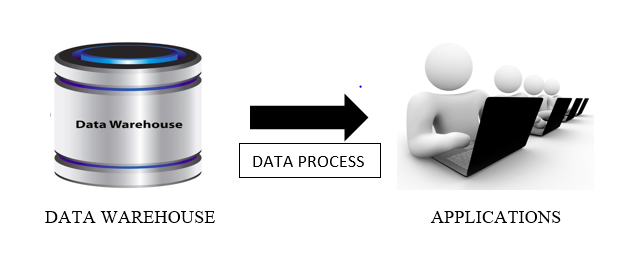 Data Warehouse
DATA PROCESS
DATA WAREHOUSE
APPLICATIONS